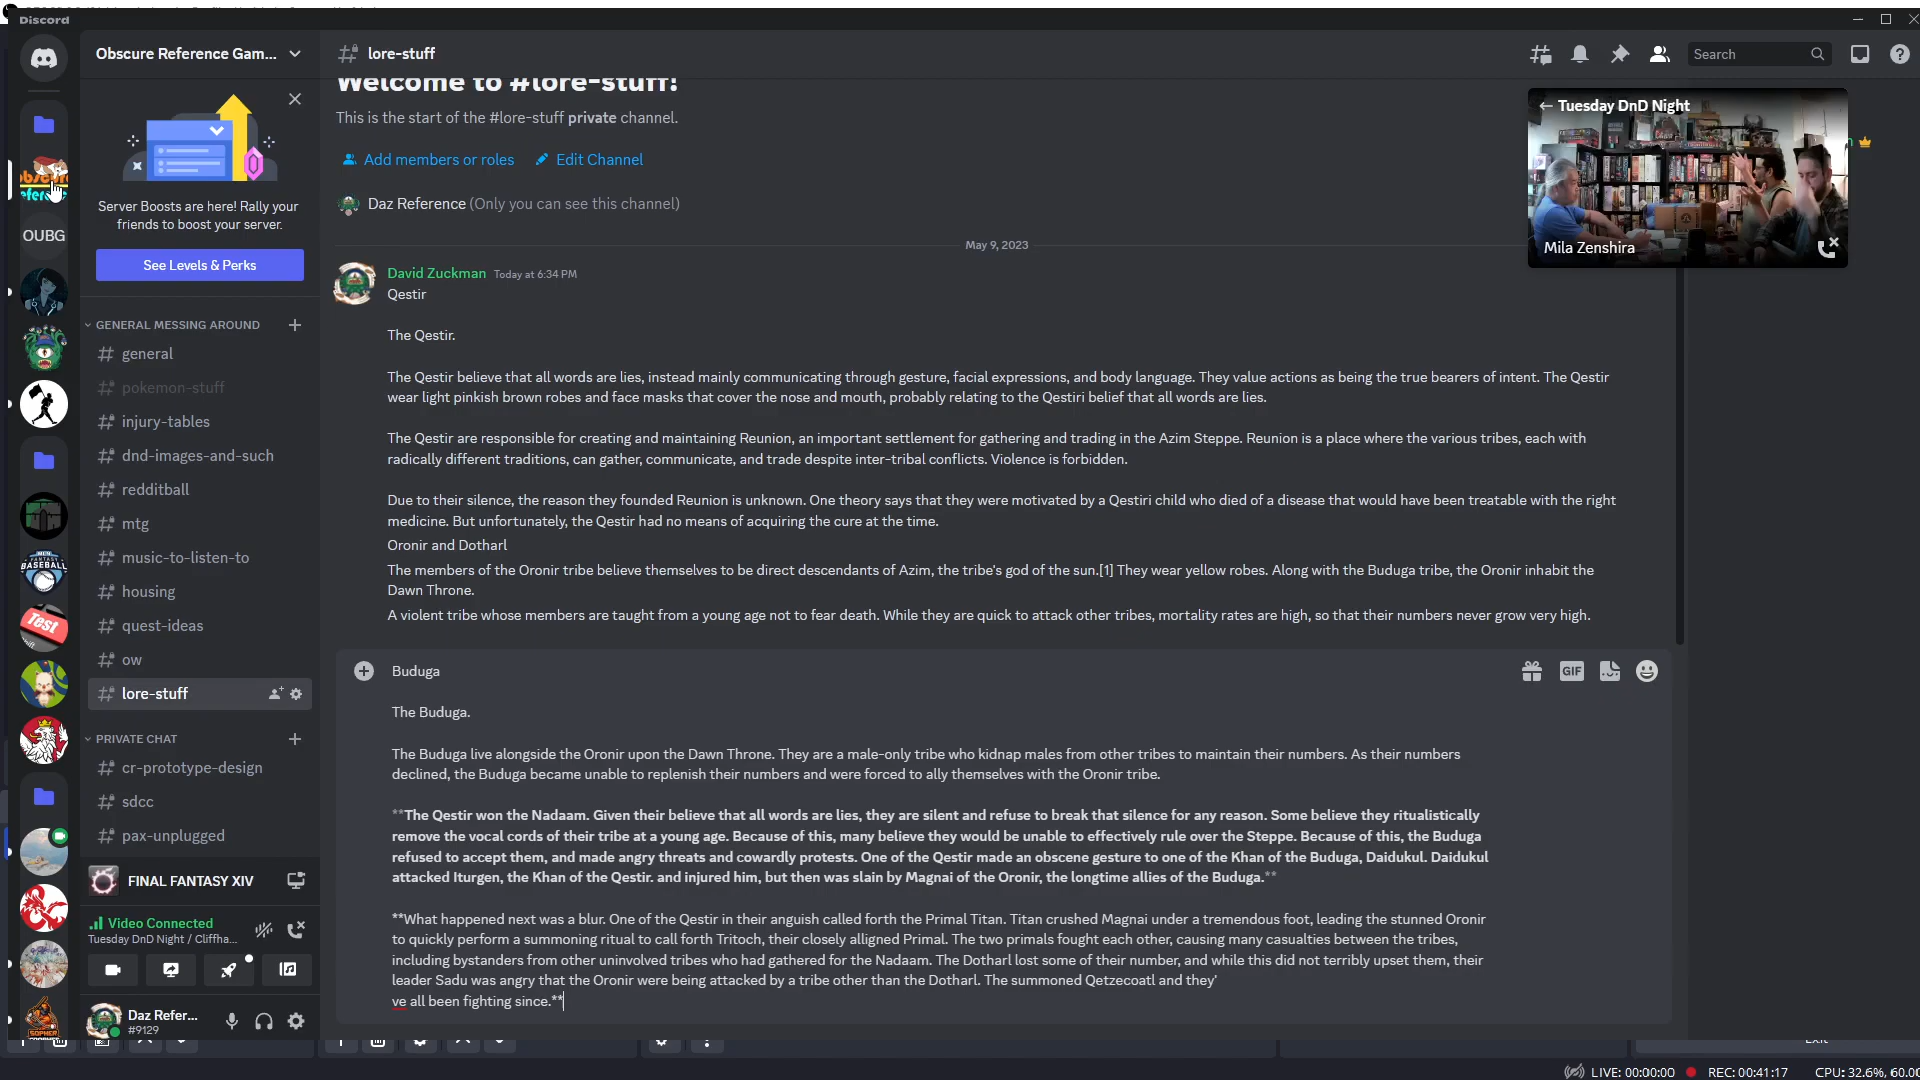 Discord
Obscure Reference Gam...
lore-stuff
Search
Welcome to #lore-stuff!
This is the start of the #lore-stuff private channel.
Add members or roles
Edit Channel
Daz Reference (Only you can see this channel)
Server Boosts are here! Rally your
friends to boost your server.
See Levels & Perks
OUBG
BASEBALL
Test
GENERAL MESSING AROUND
general
pokemon-stuff
injury-tables
dnd-images-and-such
redditball
mtg
music-to-listen-to
housing
quest-ideas
ow
lore-stuff
PRIVATE CHAT
cr-prototype-design
sdcc
pax-unplugged
FINAL FANTASY XIV
Video Connected
Tuesday DnD Night / Cliffha...
Daz Refer...
#9129
Tuesday DnD Night
Mila Zenshira
May 9, 2023
David Zuckman Today at 6:34 PM
Qestir
The Qestir.
The Qestir believe that all words are lies, instead mainly communicating through gesture, facial expressions, and body language. They value actions as being the true bearers of intent. The Qestir
wear light pinkish brown robes and face masks that cover the nose and mouth, probably relating to the Qestiri belief that all words are lies.
The Qestir are responsible for creating and maintaining Reunion, an important settlement for gathering and trading in the Azim Steppe. Reunion is a place where the various tribes, each with
radically different traditions, can gather, communicate, and trade despite inter-tribal conflicts. Violence is forbidden.
Due to their silence, the reason they founded Reunion is unknown. One theory says that they were motivated by a Qestiri child who died of a disease that would have been treatable with the right
medicine. But unfortunately, the Qestir had no means of acquiring the cure at the time.
Oronir and Dotharl
The members of the Oronir tribe believe themselves to be direct descendants of Azim, the tribe's god of the sun.[1] They wear yellow robes. Along with the Buduga tribe, the Oronir inhabit the
Dawn Throne.
A violent tribe whose members are taught from a young age not to fear death. While they are quick to attack other tribes, mortality rates are high, so that their numbers never grow very high.
Buduga
GIF
The Buduga.
The Buduga live alongside the Oronir upon the Dawn Throne. They are a male-only tribe who kidnap males from other tribes to maintain their numbers. As their numbers
declined, the Buduga became unable to replenish their numbers and were forced to ally themselves with the Oronir tribe.
**The Qestir won the Nadaam. Given their believe that all words are lies, they are silent and refuse to break that silence for any reason. Some believe they ritualistically
remove the vocal cords of their tribe at a young age. Because of this, many believe they would be unable to effectively rule over the Steppe. Because of this, the Buduga
refused to accept them, and made angry threats and cowardly protests. One of the Qestir made an obscene gesture to one of the Khan of the Buduga, Daidukul. Daidukul
attacked Iturgen, the Khan of the Qestir. and injured him, but then was slain by Magnai of the Oronir, the longtime allies of the Buduga.**
**What happened next was a blur. One of the Qestir in their anguish called forth the Primal Titan. Titan crushed Magnai under a tremendous foot, leading the stunned Oronir
to quickly perform a summoning ritual to call forth Tritoch, their closely alligned Primal. The two primals fought each other, causing many casualties between the tribes,
including bystanders from other uninvolved tribes who had gathered for the Nadaam. The Dotharl lost some of their number, and while this did not terribly upset them, their
leader Sadu was angry that the Oronir were being attacked by a tribe other than the Dotharl. The summoned Qetzecoatl and they'
ve all been fighting since.**
LIVE: 00:00:00
REC: 00:41:17
CPU: 32.6%, 60.00